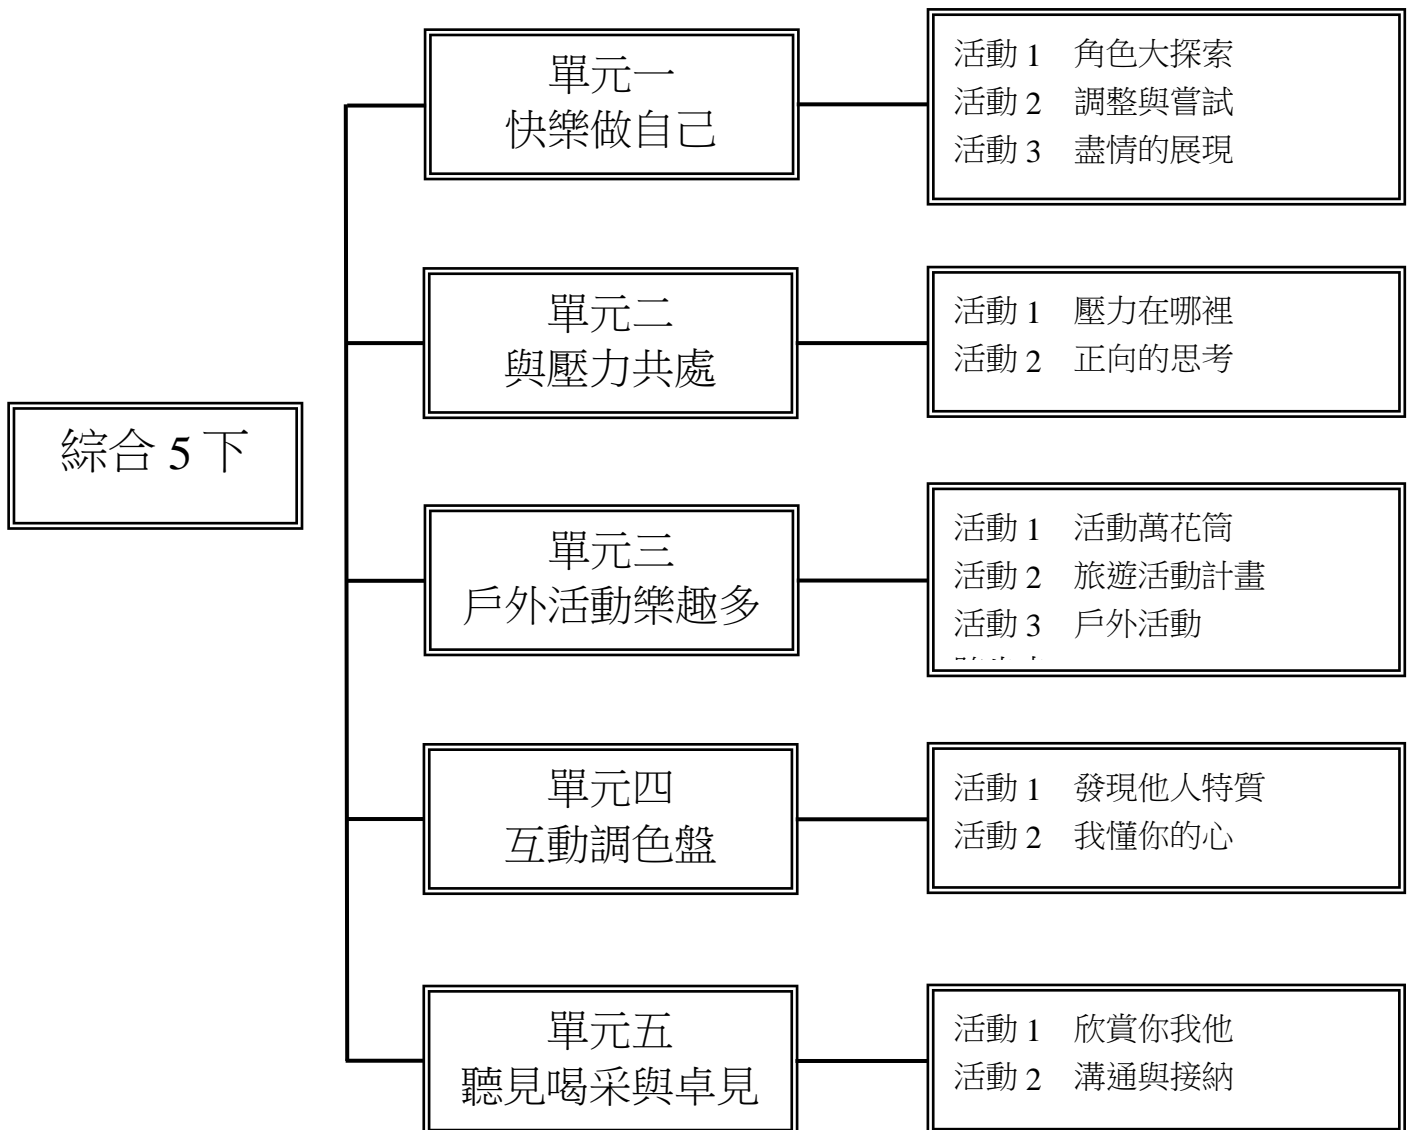 綜合 5 下
單元一
快樂做自己
活動 1 角色大探索
活動 2 調整與嘗試
活動 3 盡情的展現
單元二
與壓力共處
活動 1 壓力在哪裡
活動 2 正向的思考
單元三
戶外活動樂趣多
活動 1 活動萬花筒
活動 2 旅遊活動計畫
活動 3 戶外活動
單元四
互動調色盤
活動 1 發現他人特質
活動 2 我懂你的心
單元五
聽見喝采與卓見
活動 1 欣賞你我他
活動 2 溝通與接納